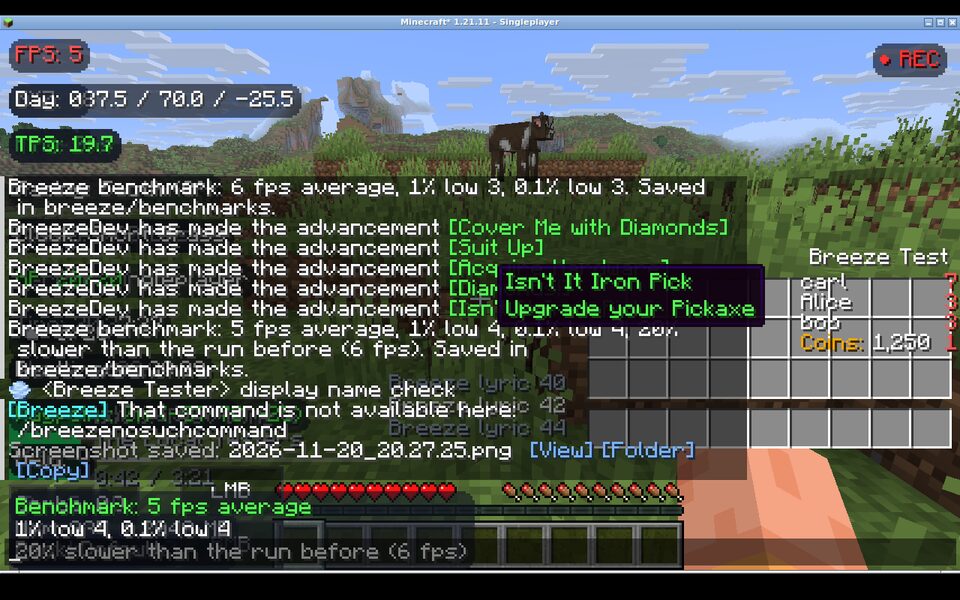 Minecraft* 1.21.11 - Singleplayer
FPS: 5
REC
Day: 0 37.5 / 70.0 / -25.5
TPS: 19.7
Breeze benchmark: 6 fps average, 1% low 3, 0.1% low 3. Saved
in breeze/benchmarks.
BreezeDev has made the advancement [Cover Me with Diamonds]
BreezeDev has made the advancement [Suit Up]
BreezeDev has made the advancement
BreezeDev has made the advancement
BreezeDev has made the advancement
Isn't It Iron Pick
Upgrade your Pickaxe
Breeze benchmark: 5 fps average, 1% low 4, 0.1% low 4, 20%
slower than the run before (6 fps). Saved in
breeze/benchmarks.
Breeze Test
carl 7
Alice 3
bob 3
Coins: 1,250 1
<Breeze Tester> display name check
Breeze lyric 40
Breeze lyric 42
Breeze lyric 44
[Breeze] That command is not available here:
/breezenosuchcommand
Screenshot saved: 2026-11-20_20.27.25.png [View] [Folder]
[Copy]
LMB
Benchmark: 5 fps average
1% low 4, 0.1% low 4
20% slower than the run before (6 fps)